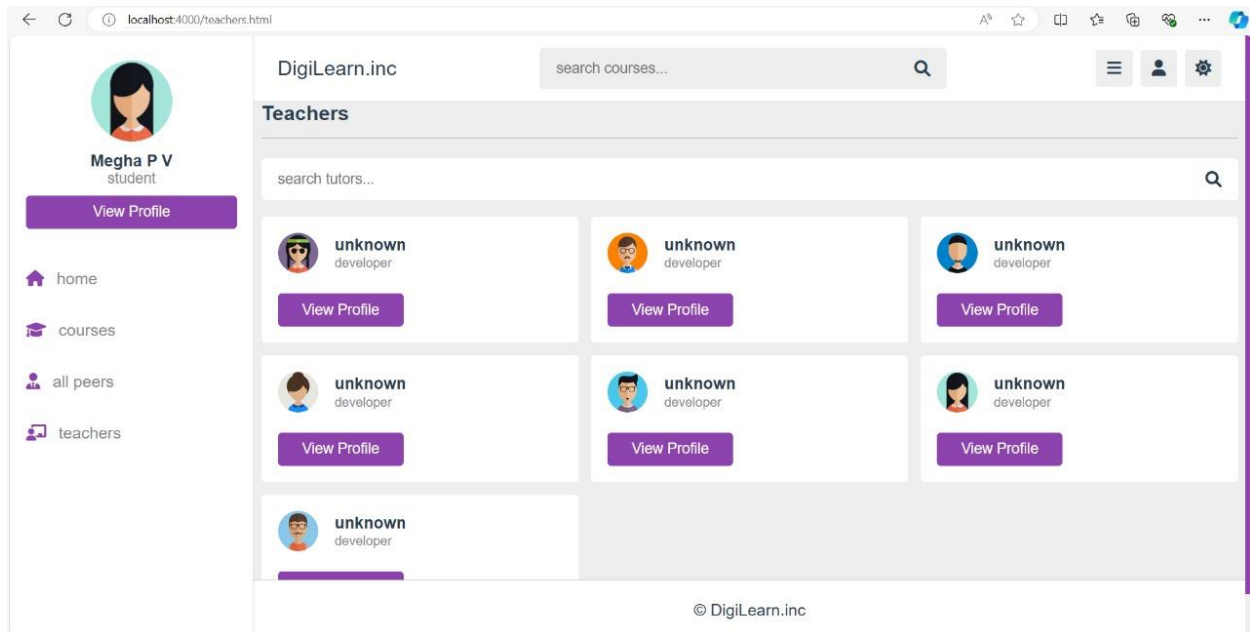 localhost:4000/teachers.html
DigiLearn.inc
search courses...
Megha P V
student
View Profile
home
courses
all peers
teachers
Teachers
search tutors...
unknown
developer
View Profile
unknown
developer
View Profile
unknown
developer
View Profile
unknown
developer
View Profile
unknown
developer
View Profile
unknown
developer
View Profile
unknown
developer
© DigiLearn.inc